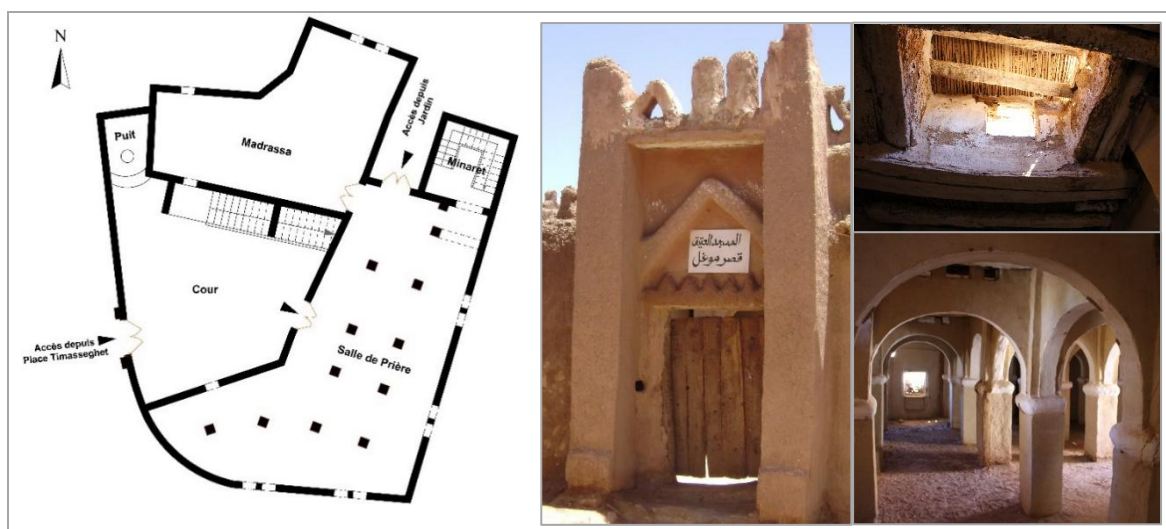 N
Puit
Madrassa
Accès depuis
Jardin
Minaret
Cour
Accès depuis
Place Timasseghet
Salle de Prière
المسجد العتيق
قصر موغل